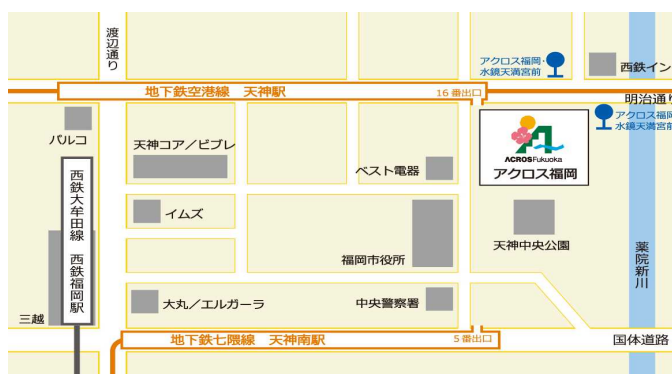 渡辺通り
アクロス福岡・
水鏡天満宮前
西鉄イン
地下鉄空港線 天神駅
16番出口
明治通り
アクロス福岡
水鏡天満宮前
パルコ
天神コア/ビブレ
ベスト電器
ACROS Fukuoka
アクロス福岡
西鉄大牟田線 西鉄福岡駅
イムズ
福岡市役所
天神中央公園
薬院新川
三越
大丸/エルガーラ
中央警察署
地下鉄七隈線 天神南駅
5番出口
国体道路